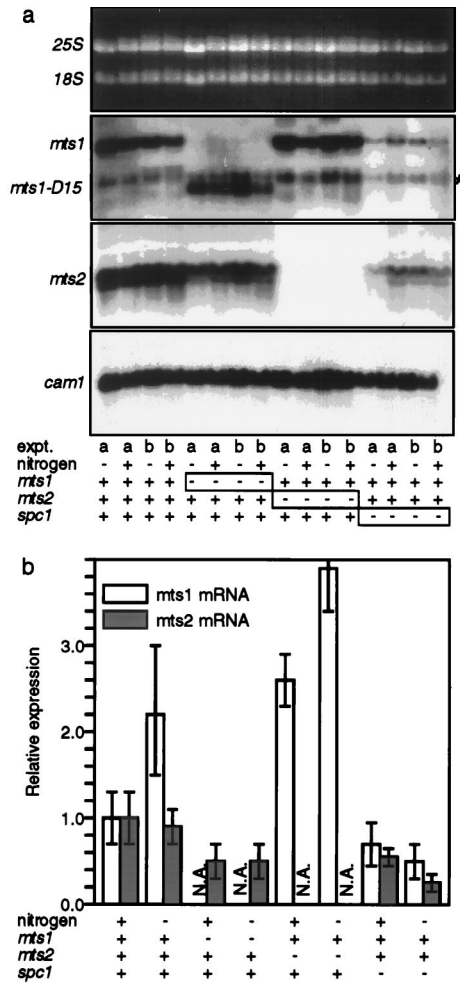 a
25S
18S
mts1
mts1-D15
mts2
cam1
expt. a a b b a a b b a a b b a a b b
nitrogen - + - + - + - + - + - + - + - +
mts1 + + + + - - - - + + + + + + + +
mts2 + + + + + + + + - - - - + + + +
spc1 + + + + + + + + + + + + - - - -
b
mts1 mRNA
mts2 mRNA
Relative expression
3.0
2.0
1.0
0.0
N.A. N.A. N.A. N.A.
nitrogen + - + - + - + -
mts1 + + - - + + + +
mts2 + + + + - - + +
spc1 + + + + + + - -